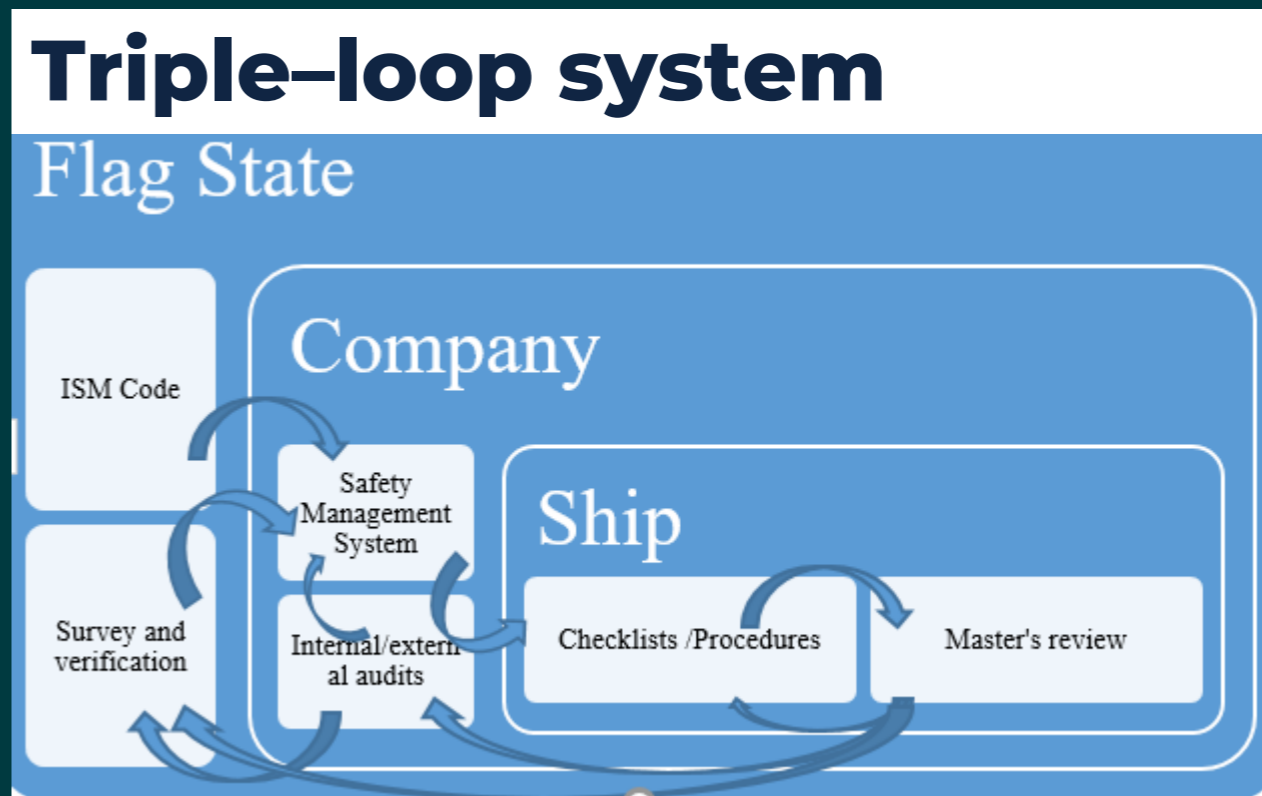 Triple–loop system
Flag State
ISM Code
Company
Safety
Management
System
Ship
Survey and
verification
Internal/extern
al audits
Checklists /Procedures
Master's review